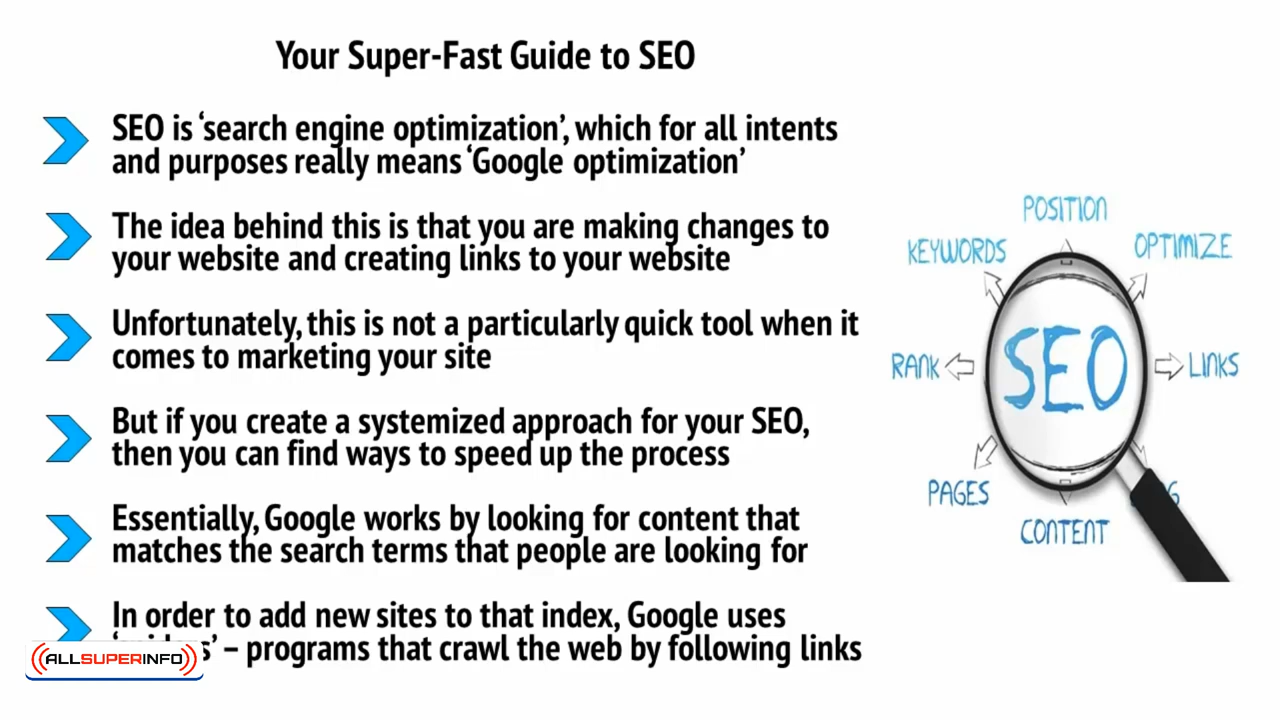 Your Super-Fast Guide to SEO
SEO is ‘search engine optimization’, which for all intents
and purposes really means ‘Google optimization’
The idea behind this is that you are making changes to
your website and creating links to your website
Unfortunately, this is not a particularly quick tool when it
comes to marketing your site
But if you create a systemized approach for your SEO,
then you can find ways to speed up the process
Essentially, Google works by looking for content that
matches the search terms that people are looking for
In order to add new sites to that index, Google uses
– programs that crawl the web by following links
ALLSUPERINFO
POSITION
KEYWORDS
OPTIMIZE
SEO
RANK
LINKS
PAGES
CONTENT